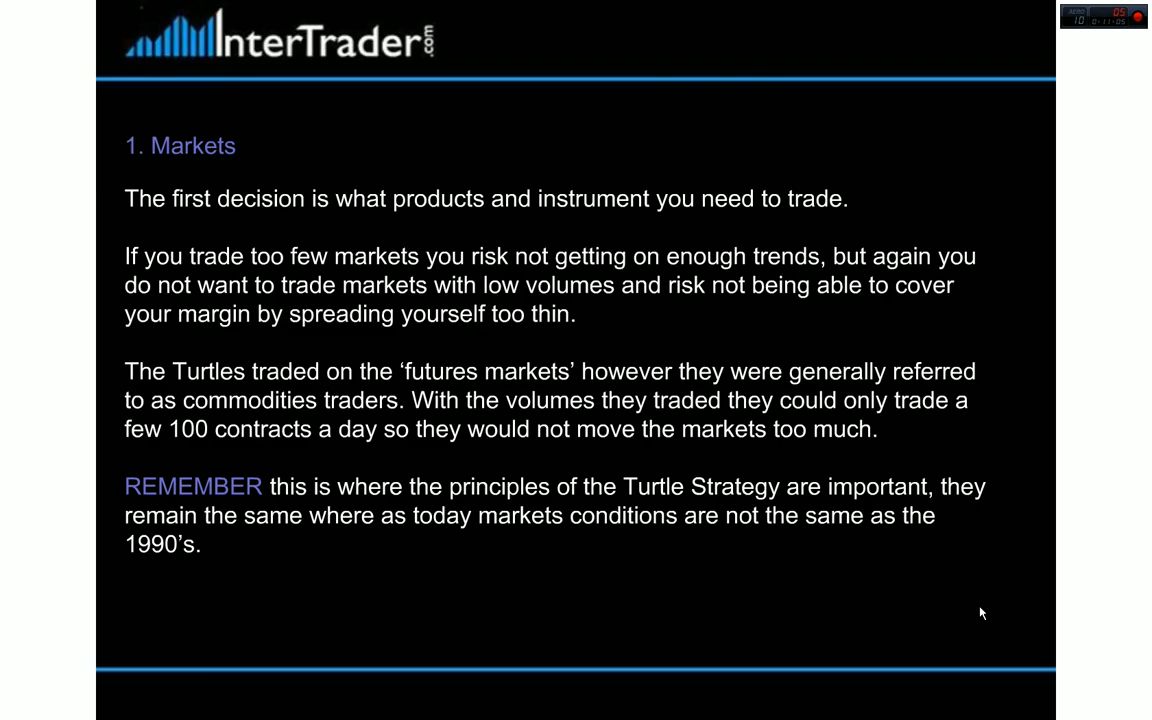 InterTrader.com
AERO 05
10 0:11:05
1. Markets
The first decision is what products and instrument you need to trade.
If you trade too few markets you risk not getting on enough trends, but again you
do not want to trade markets with low volumes and risk not being able to cover
your margin by spreading yourself too thin.
The Turtles traded on the ‘futures markets’ however they were generally referred
to as commodities traders. With the volumes they traded they could only trade a
few 100 contracts a day so they would not move the markets too much.
REMEMBER this is where the principles of the Turtle Strategy are important, they
remain the same where as today markets conditions are not the same as the
1990’s.